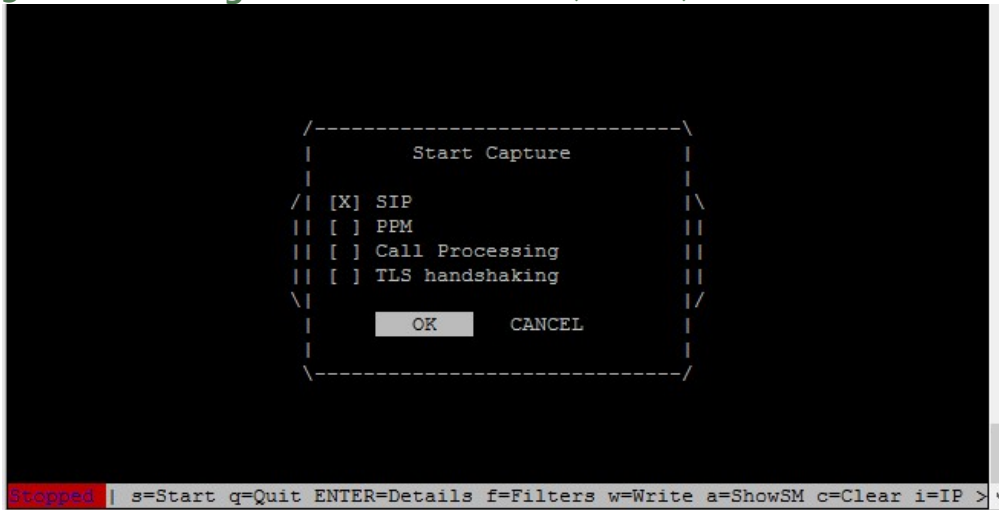 /------------------------------\
| Start Capture |
| |
/| [X] SIP |\
|| [ ] PPM ||
|| [ ] Call Processing ||
|| [ ] TLS handshaking ||
\| |/
| OK CANCEL |
| |
\------------------------------/
Stopped | s=Start q=Quit ENTER=Details f=Filters w=Write a=ShowSM c=Clear i=IP >